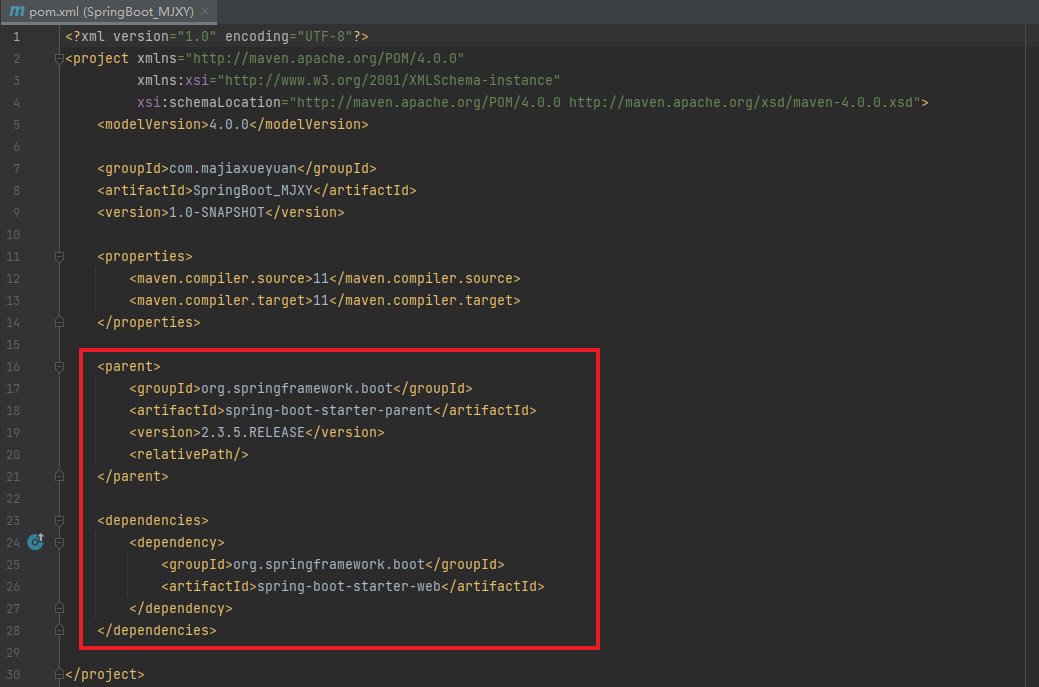 m pom.xml (SpringBoot_MJXY) ×
1 <?xml version="1.0" encoding="UTF-8"?>
2 <project xmlns="http://maven.apache.org/POM/4.0.0"
3          xmlns:xsi="http://www.w3.org/2001/XMLSchema-instance"
4          xsi:schemaLocation="http://maven.apache.org/POM/4.0.0 http://maven.apache.org/xsd/maven-4.0.0.xsd">
5     <modelVersion>4.0.0</modelVersion>
6
7     <groupId>com.majiaxueyuan</groupId>
8     <artifactId>SpringBoot_MJXY</artifactId>
9     <version>1.0-SNAPSHOT</version>
10
11     <properties>
12         <maven.compiler.source>11</maven.compiler.source>
13         <maven.compiler.target>11</maven.compiler.target>
14     </properties>
15
16     <parent>
17         <groupId>org.springframework.boot</groupId>
18         <artifactId>spring-boot-starter-parent</artifactId>
19         <version>2.3.5.RELEASE</version>
20         <relativePath/>
21     </parent>
22
23     <dependencies>
24         <dependency>
25             <groupId>org.springframework.boot</groupId>
26             <artifactId>spring-boot-starter-web</artifactId>
27         </dependency>
28     </dependencies>
29
30 </project>